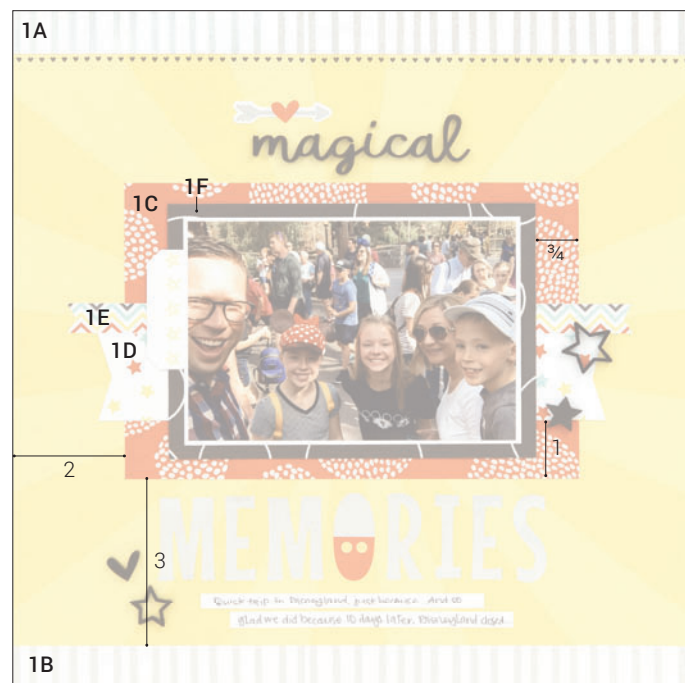 1A
magical
1F
1C
¾
1E
1D
1
2
MEMORIES
3
Quick trip to Disneyland just because. And so
glad we did because 10 days later, Disneyland closed.
1B